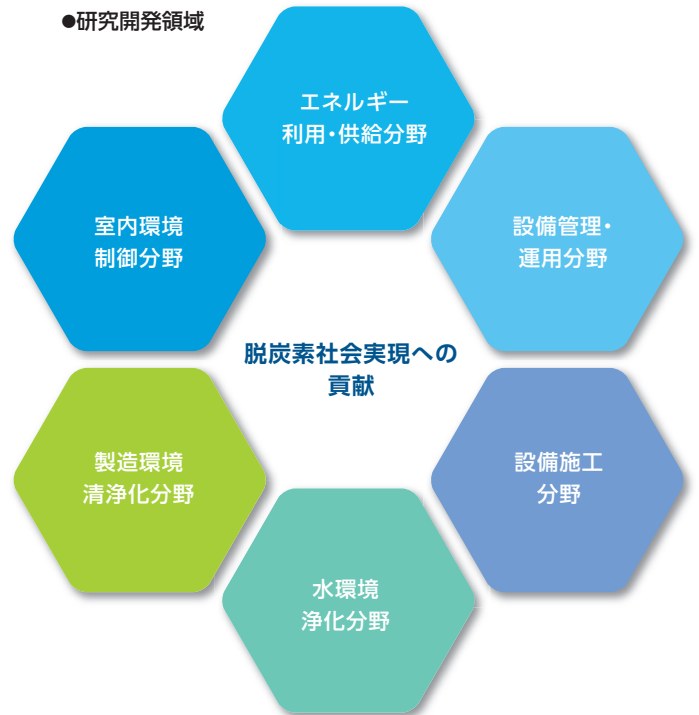 ●研究開発領域
エネルギー
利用・供給分野
室内環境
制御分野
設備管理・
運用分野
脱炭素社会実現への
貢献
製造環境
清浄化分野
設備施工
分野
水環境
浄化分野